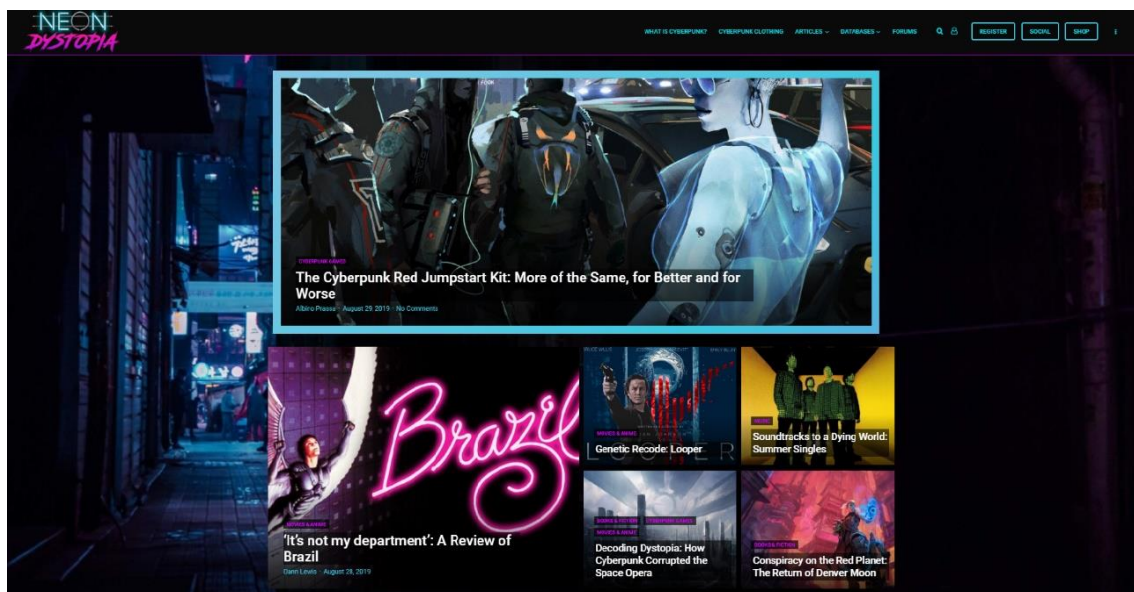 NEON
DYSTOPIA
WHAT IS CYBERPUNK? CYBERPUNK CLOTHING ARTICLES DATABASES FORUMS REGISTER SOCIAL SHOP
CYBERPUNK GAMES
The Cyberpunk Red Jumpstart Kit: More of the Same, for Better and for
Worse
August 29, 2019 · No Comments
Brazil
MOVIES & ANIME
'It's not my department': A Review of
Brazil
Dann Lewis · August 28, 2019
BRUCE WILLIS
LOOPER
MOVIES & ANIME
Genetic Recode: Looper
MUSIC
Soundtracks to a Dying World:
Summer Singles
BOOKS & FICTION CYBERPUNK GAMES
MOVIES & ANIME
Decoding Dystopia: How
Cyberpunk Corrupted the
Space Opera
BOOKS & FICTION
Conspiracy on the Red Planet:
The Return of Denver Moon